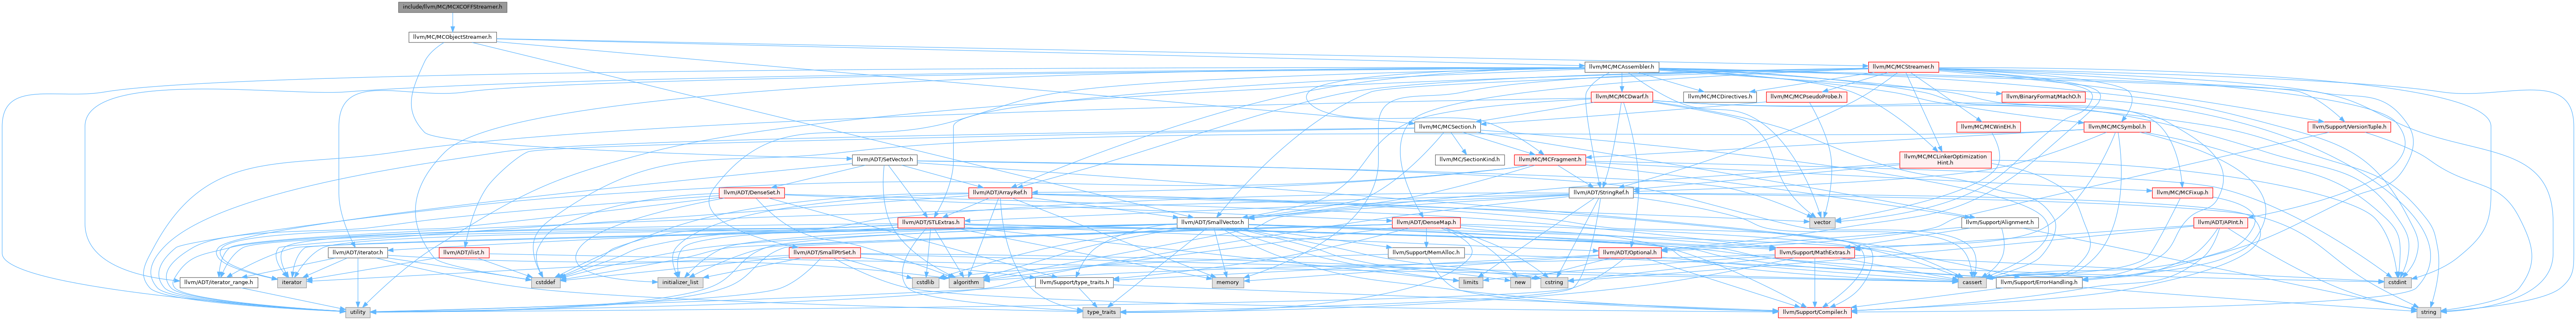 include/llvm/MC/MCXCOFFStreamer.h
llvm/MC/MCObjectStreamer.h
llvm/MC/MCAssembler.h
llvm/MC/MCStreamer.h
llvm/MC/MCDwarf.h
llvm/MC/MCDirectives.h
llvm/MC/MCPseudoProbe.h
llvm/BinaryFormat/MachO.h
llvm/MC/MCSection.h
llvm/MC/MCWinEH.h
llvm/MC/MCSymbol.h
llvm/Support/VersionTuple.h
llvm/ADT/SetVector.h
llvm/MC/SectionKind.h
llvm/MC/MCFragment.h
llvm/MC/MCLinkerOptimization
Hint.h
llvm/ADT/DenseSet.h
llvm/ADT/ArrayRef.h
llvm/ADT/StringRef.h
llvm/MC/MCFixup.h
llvm/ADT/STLExtras.h
llvm/ADT/SmallVector.h
llvm/ADT/DenseMap.h
vector
llvm/Support/Alignment.h
llvm/ADT/APInt.h
llvm/ADT/iterator.h
llvm/ADT/ilist.h
llvm/ADT/SmallPtrSet.h
llvm/Support/MemAlloc.h
llvm/ADT/Optional.h
llvm/Support/MathExtras.h
llvm/ADT/iterator_range.h
iterator
cstddef
initializer_list
cstdlib
algorithm
llvm/Support/type_traits.h
memory
limits
new
cstring
cassert
llvm/Support/ErrorHandling.h
cstdint
utility
type_traits
llvm/Support/Compiler.h
string